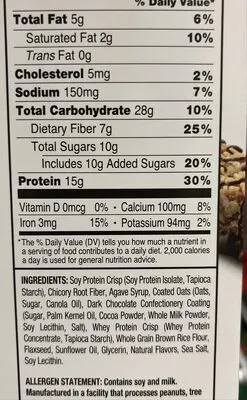 % Daily Value*
Total Fat 5g 6%
Saturated Fat 2g 10%
Trans Fat 0g
Cholesterol 5mg 2%
Sodium 150mg 7%
Total Carbohydrate 28g 10%
Dietary Fiber 7g 25%
Total Sugars 10g
Includes 10g Added Sugars 20%
Protein 15g 30%
Vitamin D 0mcg 0% • Calcium 100mg 8%
Iron 3mg 15% • Potassium 94mg 2%
*The % Daily Value (DV) tells you how much a nutrient in
a serving of food contributes to a daily diet. 2,000 calories
a day is used for general nutrition advice.
INGREDIENTS: Soy Protein Crisp (Soy Protein Isolate, Tapioca
Starch), Chicory Root Fiber, Agave Syrup, Coated Oats (Oats,
Sugar, Canola Oil), Dark Chocolate Confectionery Coating
(Sugar, Palm Kernel Oil, Cocoa Powder, Whole Milk Powder,
Soy Lecithin, Salt), Whey Protein Crisp (Whey Protein
Concentrate, Tapioca Starch), Whole Grain Brown Rice Flour,
Flaxseed, Sunflower Oil, Glycerin, Natural Flavors, Sea Salt,
Soy Lecithin.
ALLERGEN STATEMENT: Contains soy and milk.
Manufactured in a facility that processes peanuts, tree